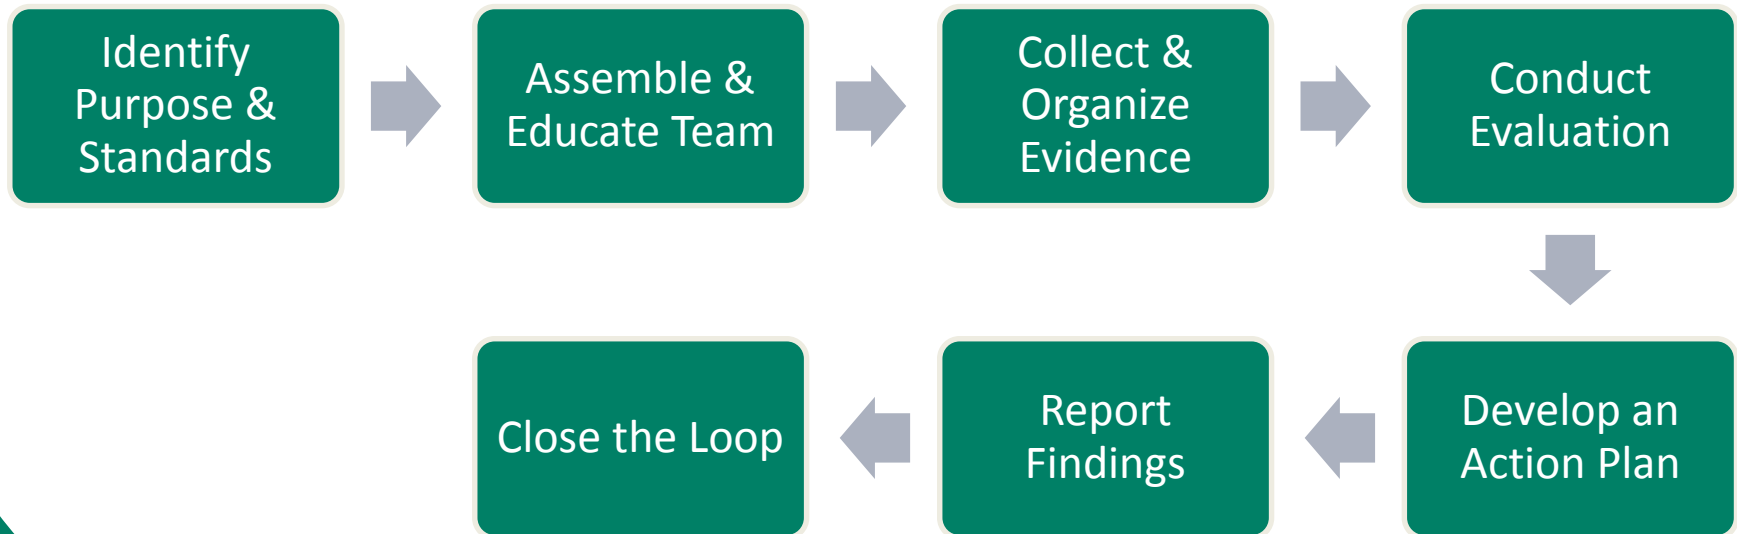 Identify
Purpose &
Standards
Assemble &
Educate Team
Collect &
Organize
Evidence
Conduct
Evaluation
Develop an
Action Plan
Report
Findings
Close the Loop